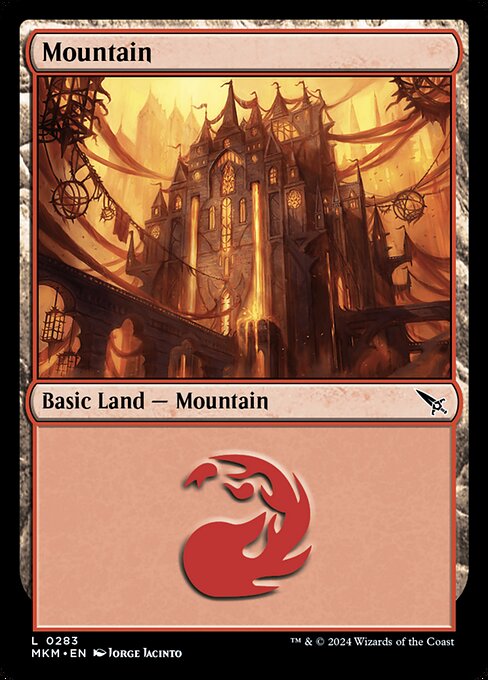 Mountain
Basic Land — Mountain
L 0283
MKM • EN Jorge Jacinto
™ & © 2024 Wizards of the Coast